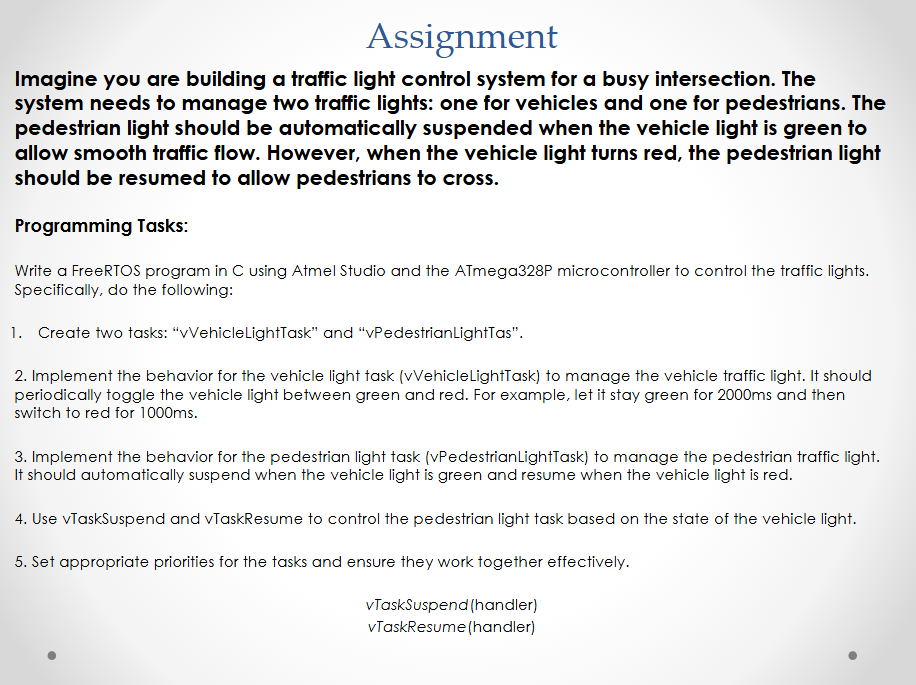 Assignment
Imagine you are building a traffic light control system for a busy intersection. The
system needs to manage two traffic lights: one for vehicles and one for pedestrians. The
pedestrian light should be automatically suspended when the vehicle light is green to
allow smooth traffic flow. However, when the vehicle light turns red, the pedestrian light
should be resumed to allow pedestrians to cross.
Programming Tasks:
Write a FreeRTOS program in C using Atmel Studio and the ATmega328P microcontroller to control the traffic lights.
Specifically, do the following:
1. Create two tasks: “vVehicleLightTask” and “vPedestrianLightTas”.
2. Implement the behavior for the vehicle light task (vVehicleLightTask) to manage the vehicle traffic light. It should
periodically toggle the vehicle light between green and red. For example, let it stay green for 2000ms and then
switch to red for 1000ms.
3. Implement the behavior for the pedestrian light task (vPedestrianLightTask) to manage the pedestrian traffic light.
It should automatically suspend when the vehicle light is green and resume when the vehicle light is red.
4. Use vTaskSuspend and vTaskResume to control the pedestrian light task based on the state of the vehicle light.
5. Set appropriate priorities for the tasks and ensure they work together effectively.
vTaskSuspend(handler)
vTaskResume(handler)